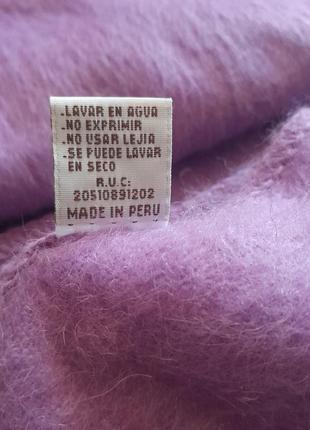 .LAVAR EN AGUA
.NO EXPRIMIR
.NO USAR LEJIA
.SE PUEDE LAVAR
EN SECO
R.U.C:
20510891202
MADE IN PERU